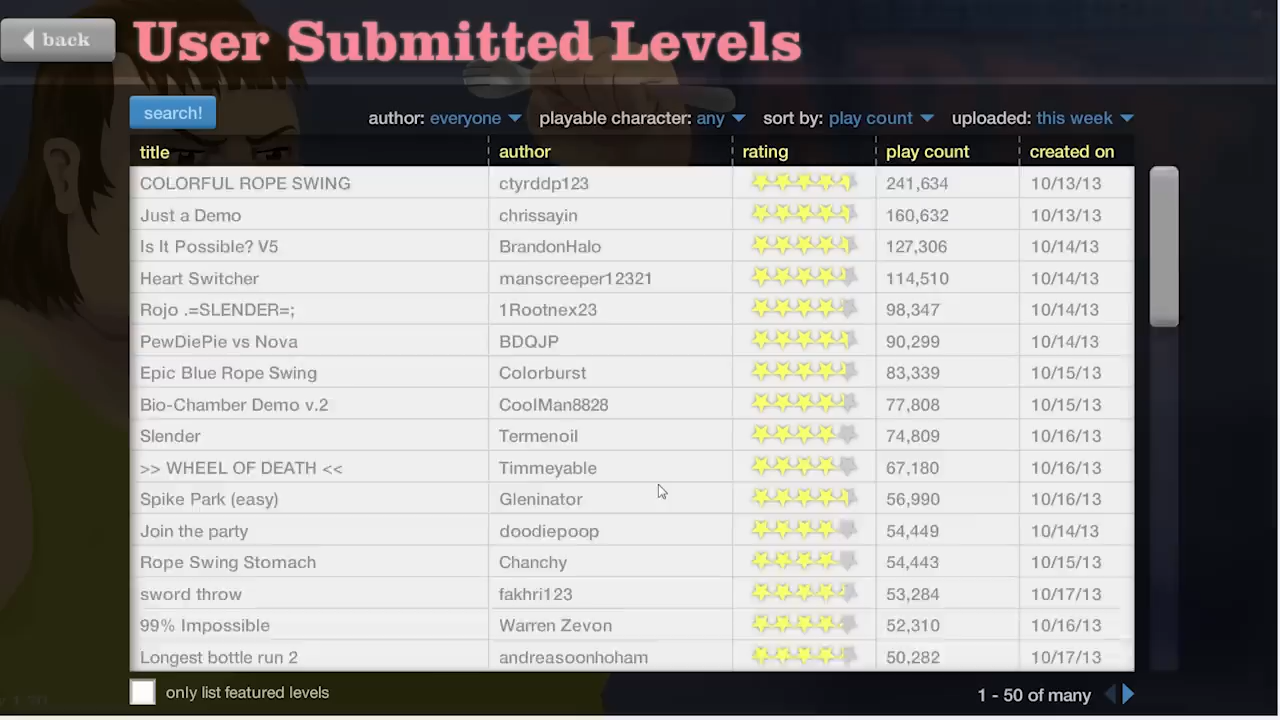 back
User Submitted Levels
search!
author: everyone playable character: any sort by: play count uploaded: this week
title author rating play count created on
COLORFUL ROPE SWING ctyrddp123 241,634 10/13/13
Just a Demo chrissayin 160,632 10/13/13
Is It Possible? V5 BrandonHalo 127,306 10/14/13
Heart Switcher manscreeper12321 114,510 10/14/13
Rojo .=SLENDER=; 1Rootnex23 98,347 10/14/13
PewDiePie vs Nova BDQJP 90,299 10/14/13
Epic Blue Rope Swing Colorburst 83,339 10/15/13
Bio-Chamber Demo v.2 CoolMan8828 77,808 10/15/13
Slender Termenoil 74,809 10/16/13
>> WHEEL OF DEATH << Timmeyable 67,180 10/16/13
Spike Park (easy) Gleninator 56,990 10/16/13
Join the party doodiepoop 54,449 10/14/13
Rope Swing Stomach Chanchy 54,443 10/15/13
sword throw fakhri123 53,284 10/17/13
99% Impossible Warren Zevon 52,310 10/16/13
Longest bottle run 2 andreasoonhoham 50,282 10/17/13
only list featured levels 1 - 50 of many